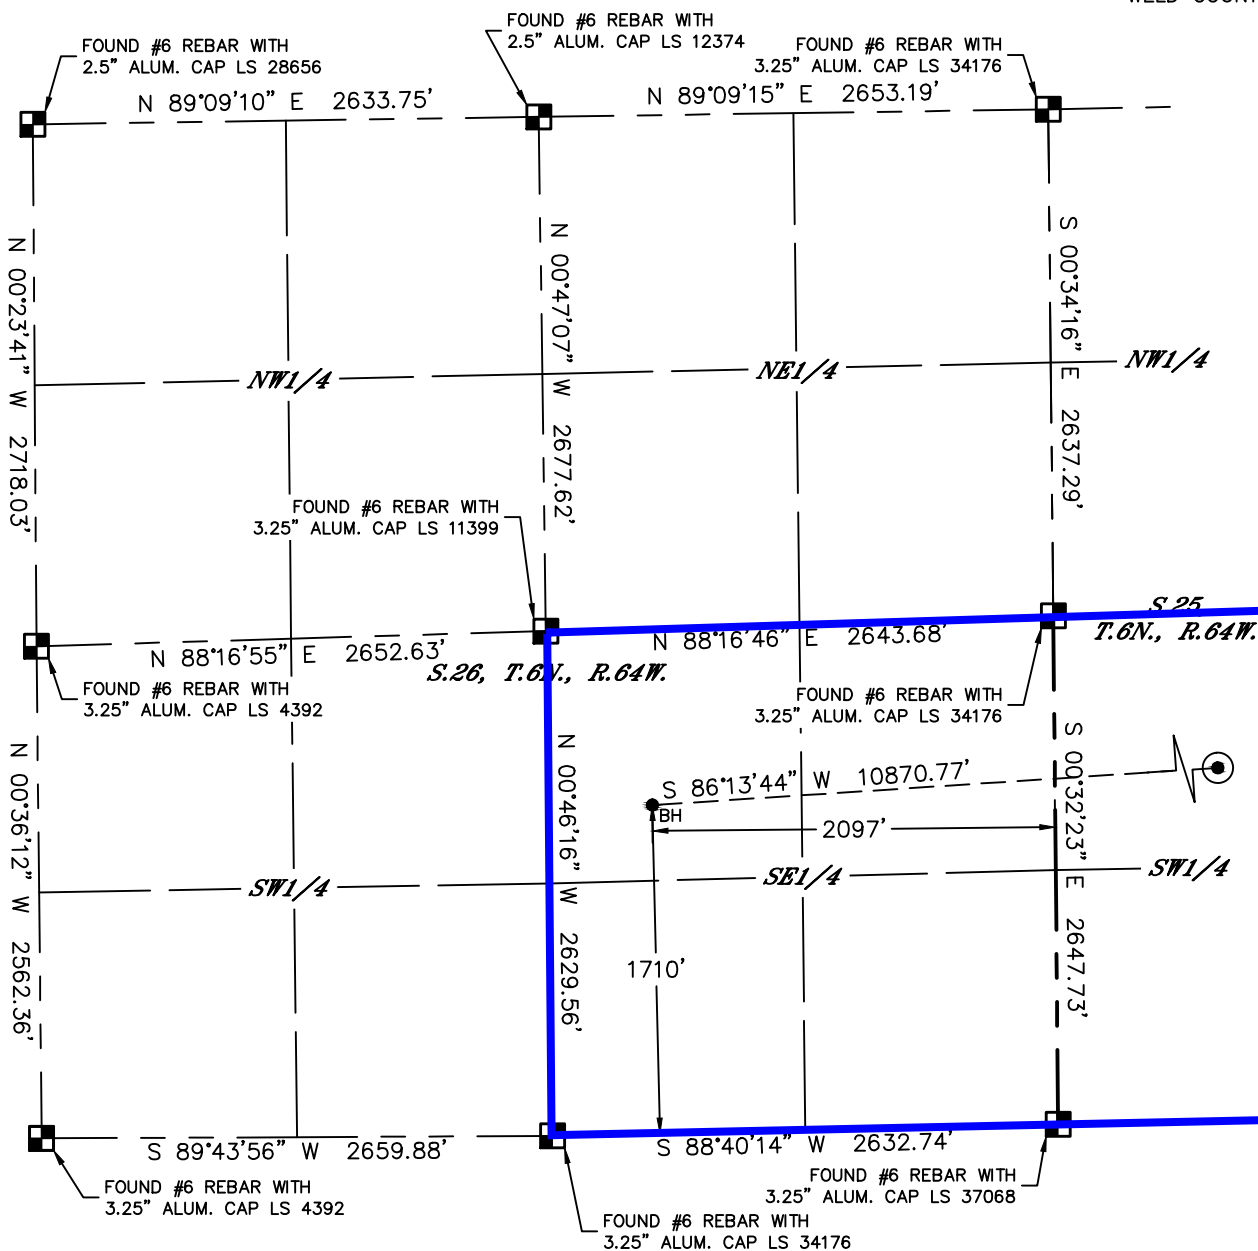 FOUND #6 REBAR WITH
2.5" ALUM. CAP LS 28656
FOUND #6 REBAR WITH
2.5" ALUM. CAP LS 12374
FOUND #6 REBAR WITH
3.25" ALUM. CAP LS 34176
N 89°09'10" E 2633.75'
N 89°09'15" E 2653.19'
N 00°23'41" W 2718.03'
N 00°47'07" W 2677.62'
S 00°34'16" E 2637.29'
NW1/4
NE1/4
NW1/4
FOUND #6 REBAR WITH
3.25" ALUM. CAP LS 11399
S.25
T.6N., R.64W.
N 88°16'55" E 2652.63'
N 88°16'46" E 2643.68'
S.26, T.6N., R.64W.
FOUND #6 REBAR WITH
3.25" ALUM. CAP LS 4392
FOUND #6 REBAR WITH
3.25" ALUM. CAP LS 34176
N 00°36'12" W 2562.36'
N 00°46'16" W 2629.56'
S 00°32'23" E 2647.73'
S 86°13'44" W 10870.77'
BH
2097'
SW1/4
SE1/4
SW1/4
1710'
S 89°43'56" W 2659.88'
S 88°40'14" W 2632.74'
FOUND #6 REBAR WITH
3.25" ALUM. CAP LS 4392
FOUND #6 REBAR WITH
3.25" ALUM. CAP LS 37068
FOUND #6 REBAR WITH
3.25" ALUM. CAP LS 34176